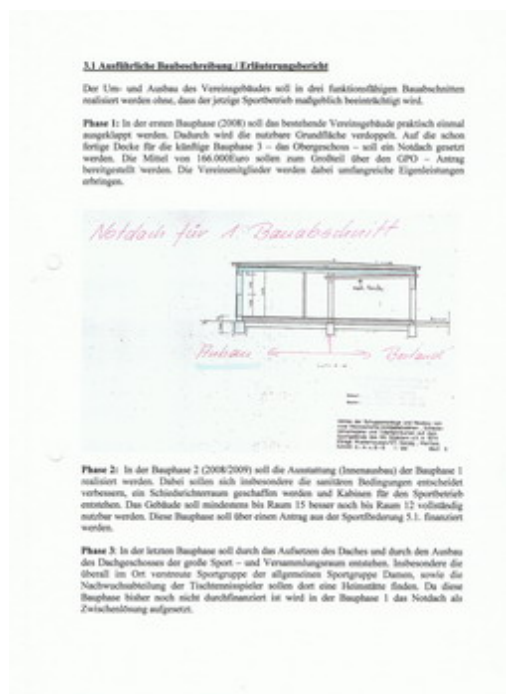 3.1 Ausführliche Baubeschreibung / Erläuterungsbericht
Der Um- und Ausbau des Vereinsgebäudes soll in drei funktionsfähigen Bauabschnitten
realisiert werden ohne, dass der jetzige Sportbetrieb maßgeblich beeinträchtigt wird.
Phase 1: In der ersten Bauphase (2008) soll das bestehende Vereinsgebäude praktisch einmal
ausgeklappt werden. Dadurch wird die nutzbare Grundfläche verdoppelt. Auf die schon
fertige Decke für die künftige Bauphase 3 – das Obergeschoss – soll ein Notdach gesetzt
werden. Die Mittel von 166.000Euro sollen zum Großteil über den GPO – Antrag
bereitgestellt werden. Die Vereinsmitglieder werden dabei umfangreiche Eigenleistungen
erbringen.
Notdach für 1. Bauabschnitt
Anbau Bestand
Phase 2: In der Bauphase 2 (2008/2009) soll die Ausstattung (Innenausbau) der Bauphase 1
realisiert werden. Dabei sollen sich insbesondere die sanitären Bedingungen entscheidet
verbessern, ein Schiedsrichterraum geschaffen werden und Kabinen für den Sportbetrieb
entstehen. Das Gebäude soll mindestens bis Raum 15 besser noch bis Raum 12 vollständig
nutzbar werden. Diese Bauphase soll über einen Antrag aus der Sportförderung 5.1. finanziert
werden.
Phase 3: In der letzten Bauphase soll durch das Aufsetzen des Daches und durch den Ausbau
des Dachgeschosses der große Sport – und Versammlungsraum entstehen. Insbesondere die
überall im Ort verstreute Sportgruppe der allgemeinen Sportgruppe Damen, sowie die
Nachwuchsabteilung der Tischtennisspieler sollen dort eine Heimstätte finden. Da diese
Bauphase bisher noch nicht durchfinanziert ist wird in der Bauphase 1 das Notdach als
Zwischenlösung aufgesetzt.